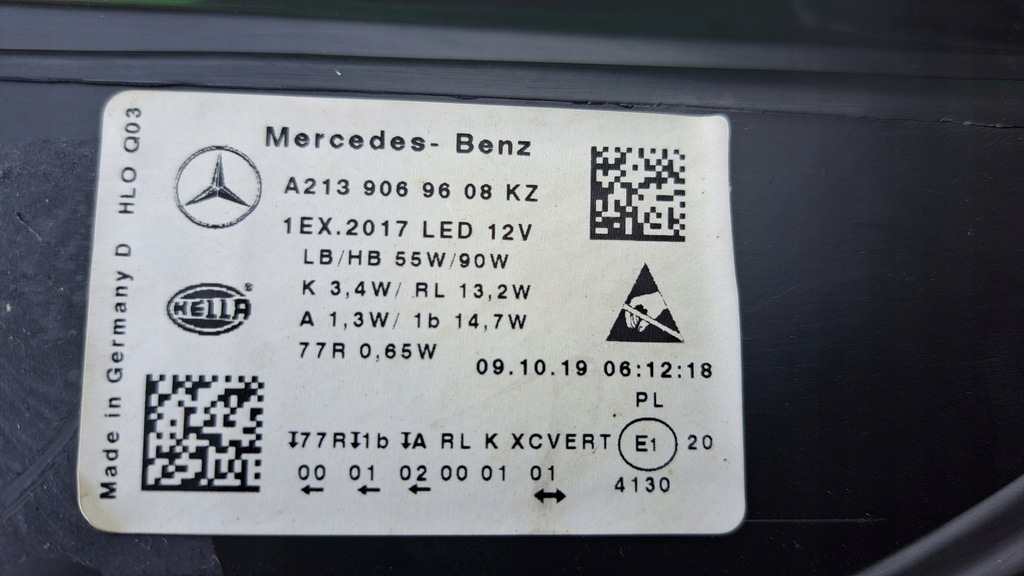 Mercedes- Benz
A213 906 96 08 KZ
1EX.2017 LED 12V
LB/HB 55W/90W
K 3,4W/ RL 13,2W
A 1,3W/ 1b 14,7W
77R 0,65W
09.10.19 06:12:18
PL
77R 1b A RL K XCVERT E1 20
00 01 02 00 01 01
4130
HELLA
Made in Germany D HLO Q03